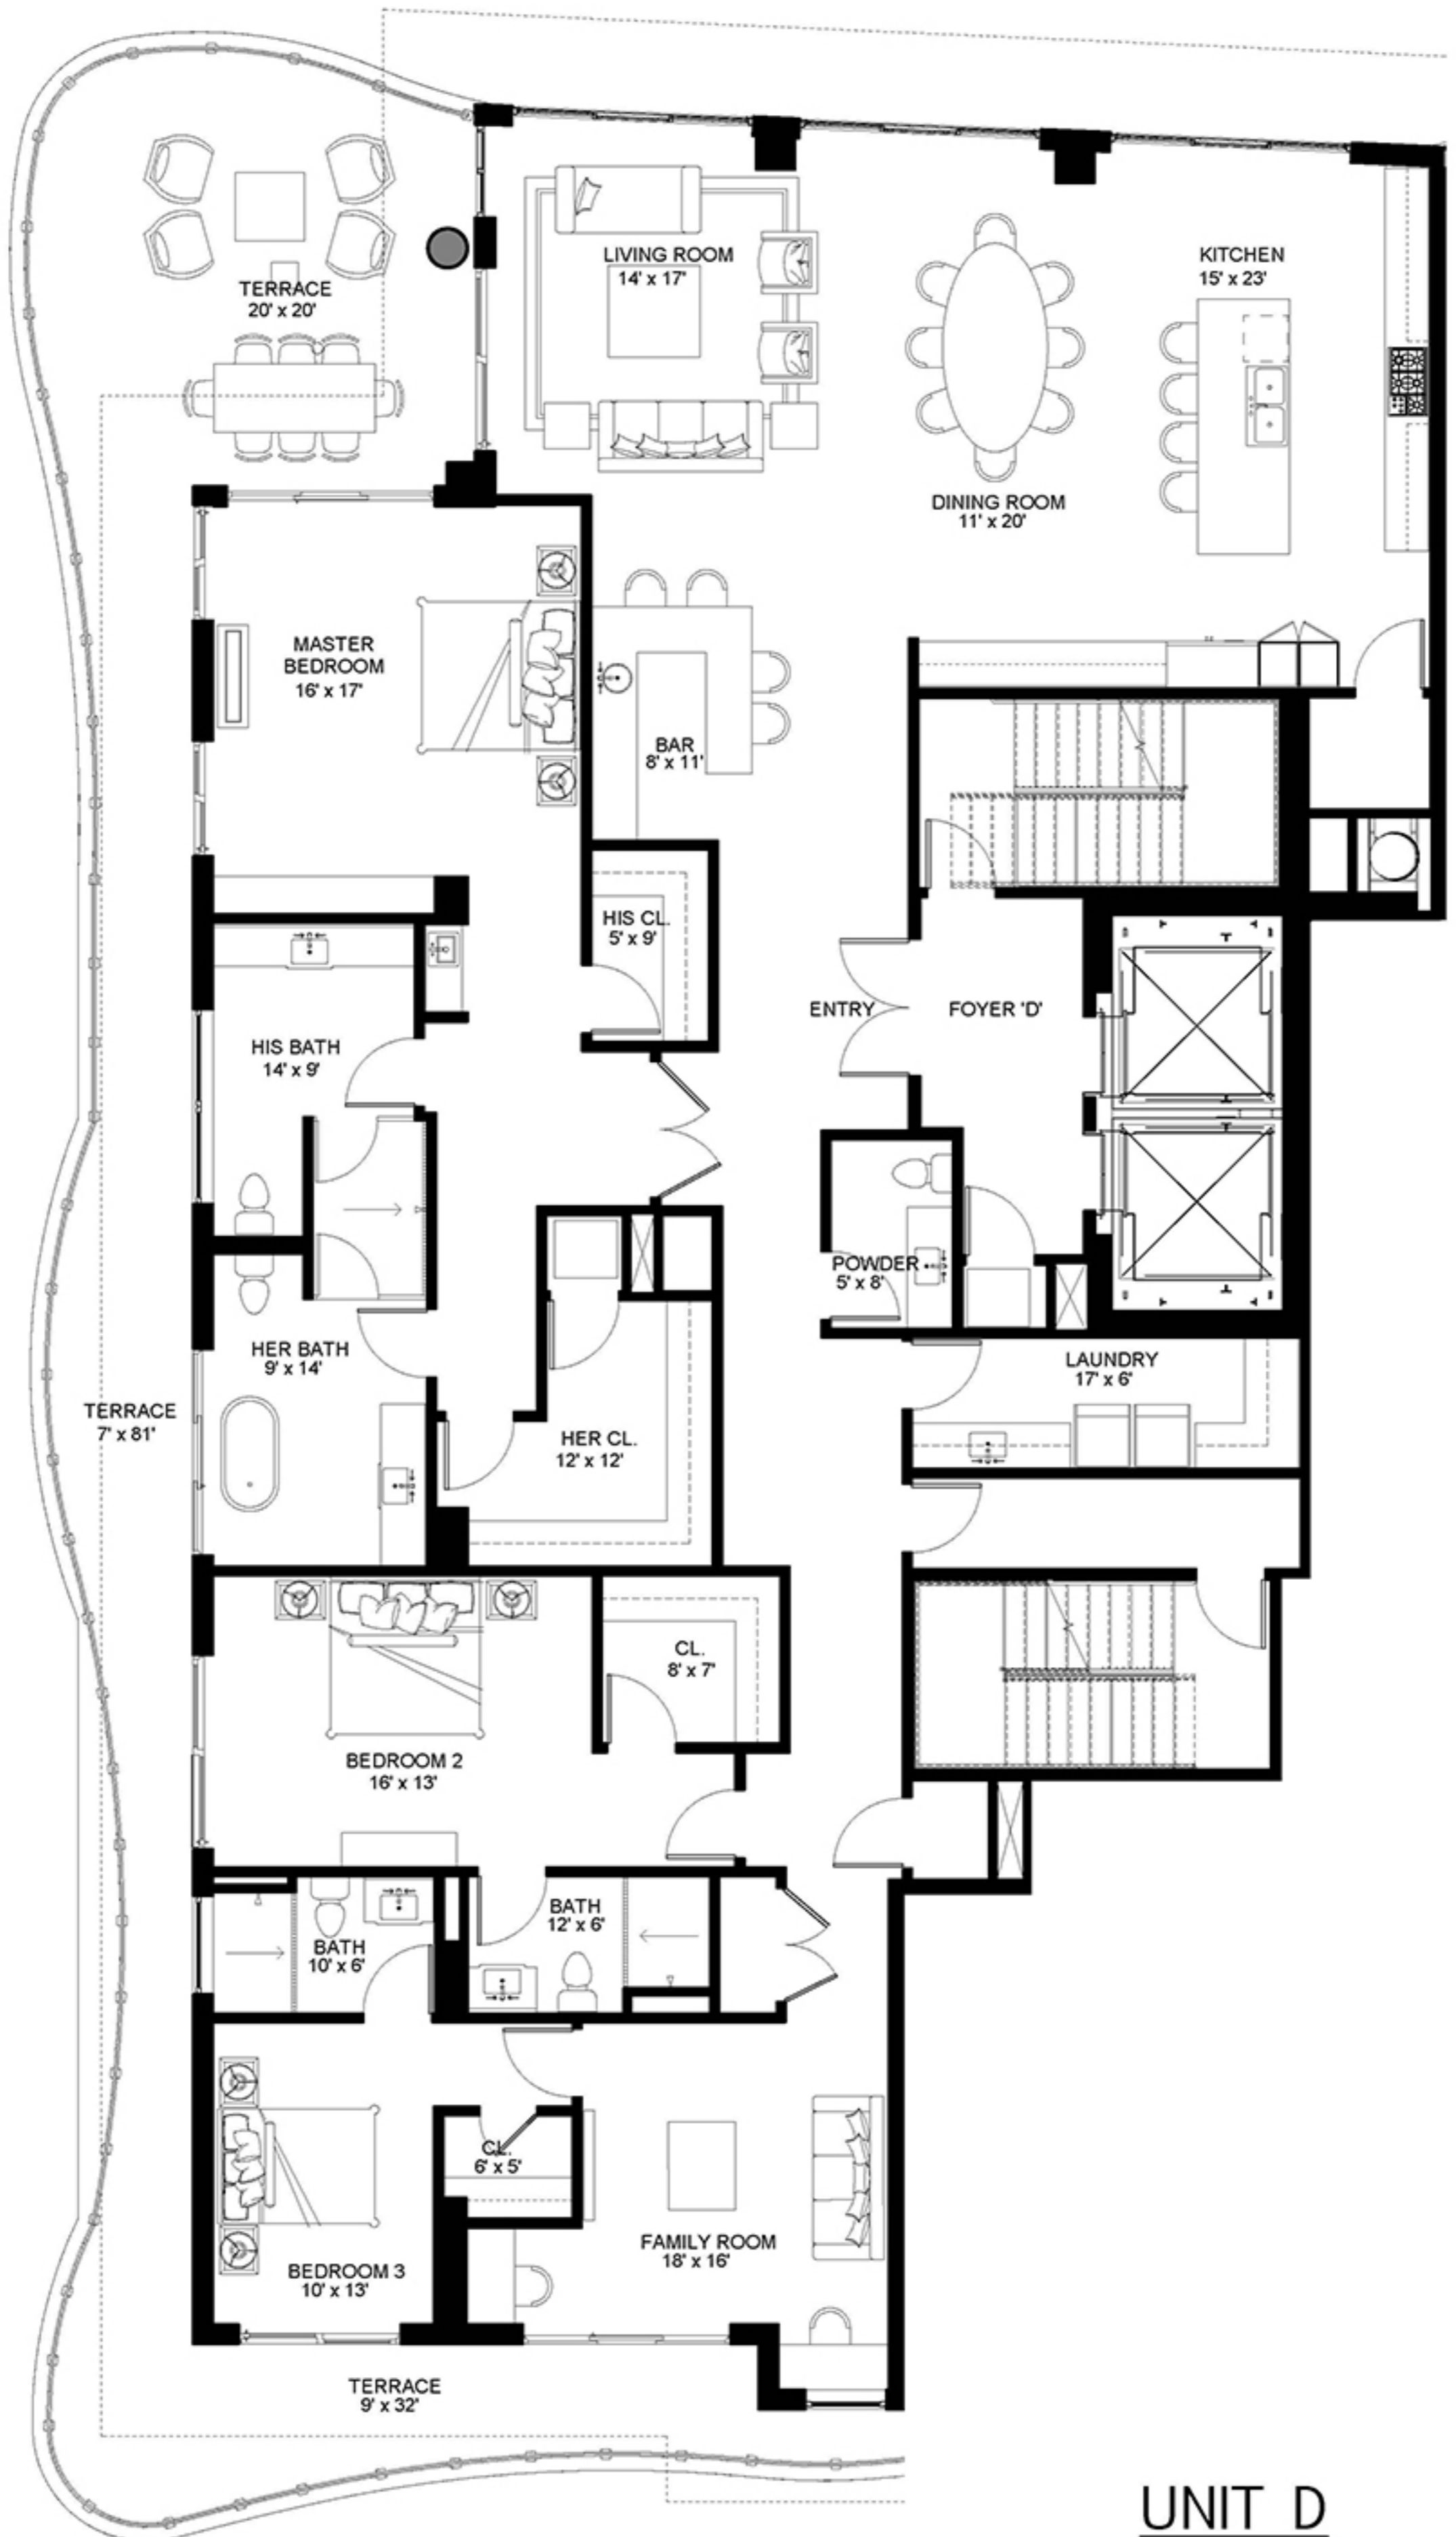 LIVING ROOM
14' x 17'
KITCHEN
15' x 23'
TERRACE
20' x 20'
DINING ROOM
11' x 20'
MASTER
BEDROOM
16' x 17'
BAR
8' x 11'
HIS CL.
5' x 9'
ENTRY
FOYER 'D'
HIS BATH
14' x 9'
POWDER
5' x 8'
HER BATH
9' x 14'
LAUNDRY
17' x 6'
TERRACE
7' x 81'
HER CL.
12' x 12'
CL.
8' x 7'
BEDROOM 2
16' x 13'
BATH
12' x 6'
BATH
10' x 6'
CL.
6' x 5'
FAMILY ROOM
18' x 16'
BEDROOM 3
10' x 13'
TERRACE
9' x 32'
UNIT D